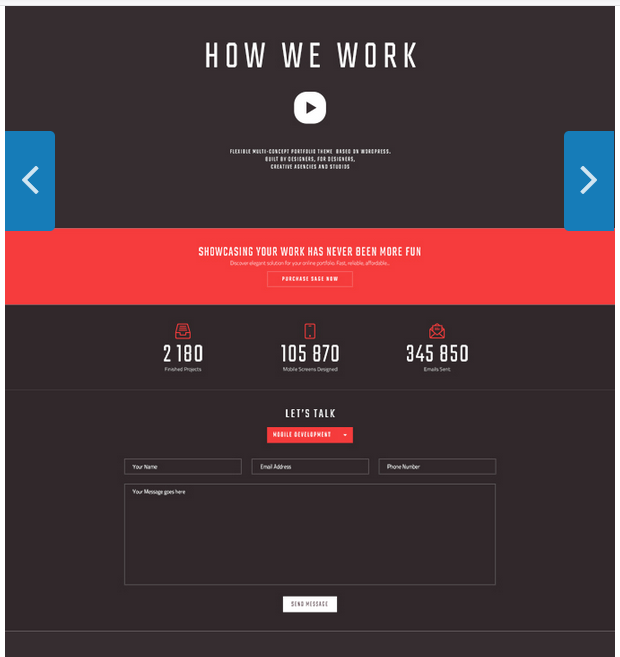 HOW WE WORK
FLEXIBLE MULTI-CONCEPT PORTFOLIO THEME BASED ON WORDPRESS.
BUILT BY DESIGNERS, FOR DESIGNERS,
CREATIVE AGENCIES AND STUDIOS
SHOWCASING YOUR WORK HAS NEVER BEEN MORE FUN
Discover elegant solution for your online portfolio. Fast, reliable, affordable...
PURCHASE SAGE NOW
2 180 105 870 345 850
Finished Projects Mobile Screens Designed Emails Sent
LET'S TALK
MOBILE DEVELOPMENT
Your Name Email Address Phone Number
Your Message goes here
SEND MESSAGE